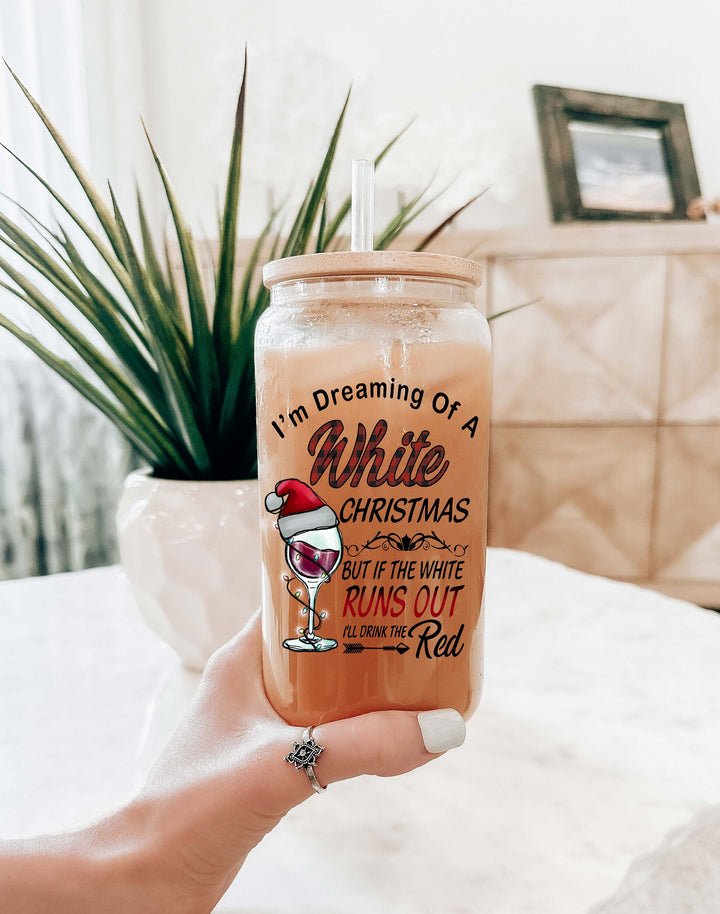 I'm Dreaming Of A
White
CHRISTMAS
BUT IF THE WHITE
RUNS OUT
I'LL DRINK THE Red